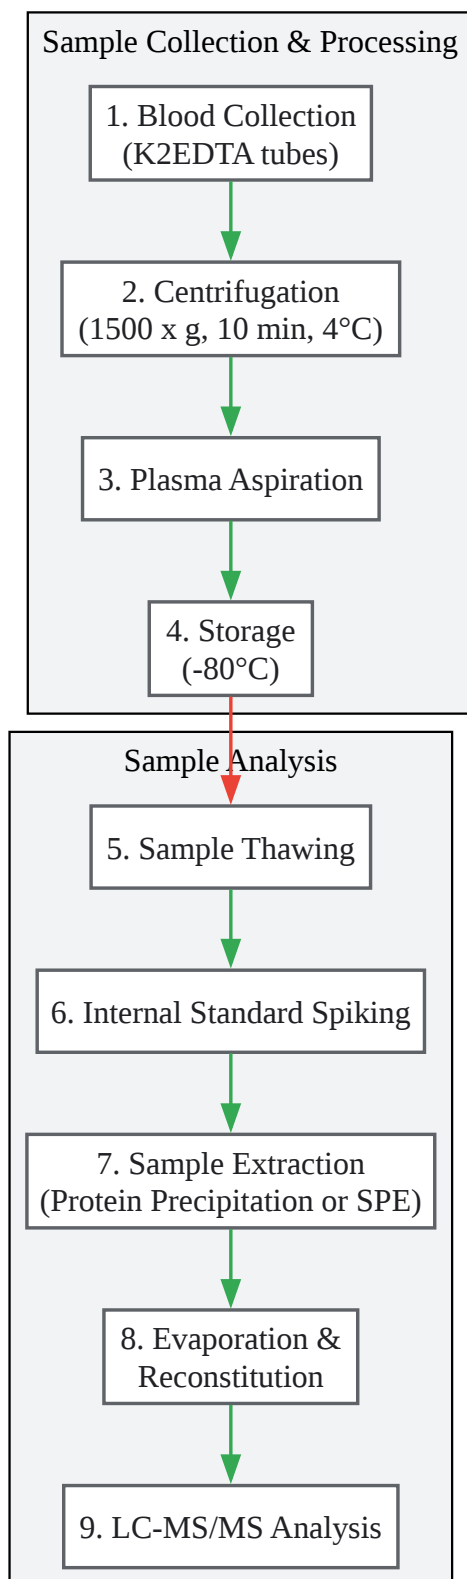 Sample Collection & Processing
1. Blood Collection
(K2EDTA tubes)
2. Centrifugation
(1500 x g, 10 min, 4°C)
3. Plasma Aspiration
4. Storage
(-80°C)
Sample Analysis
5. Sample Thawing
6. Internal Standard Spiking
7. Sample Extraction
(Protein Precipitation or SPE)
8. Evaporation &
Reconstitution
9. LC-MS/MS Analysis